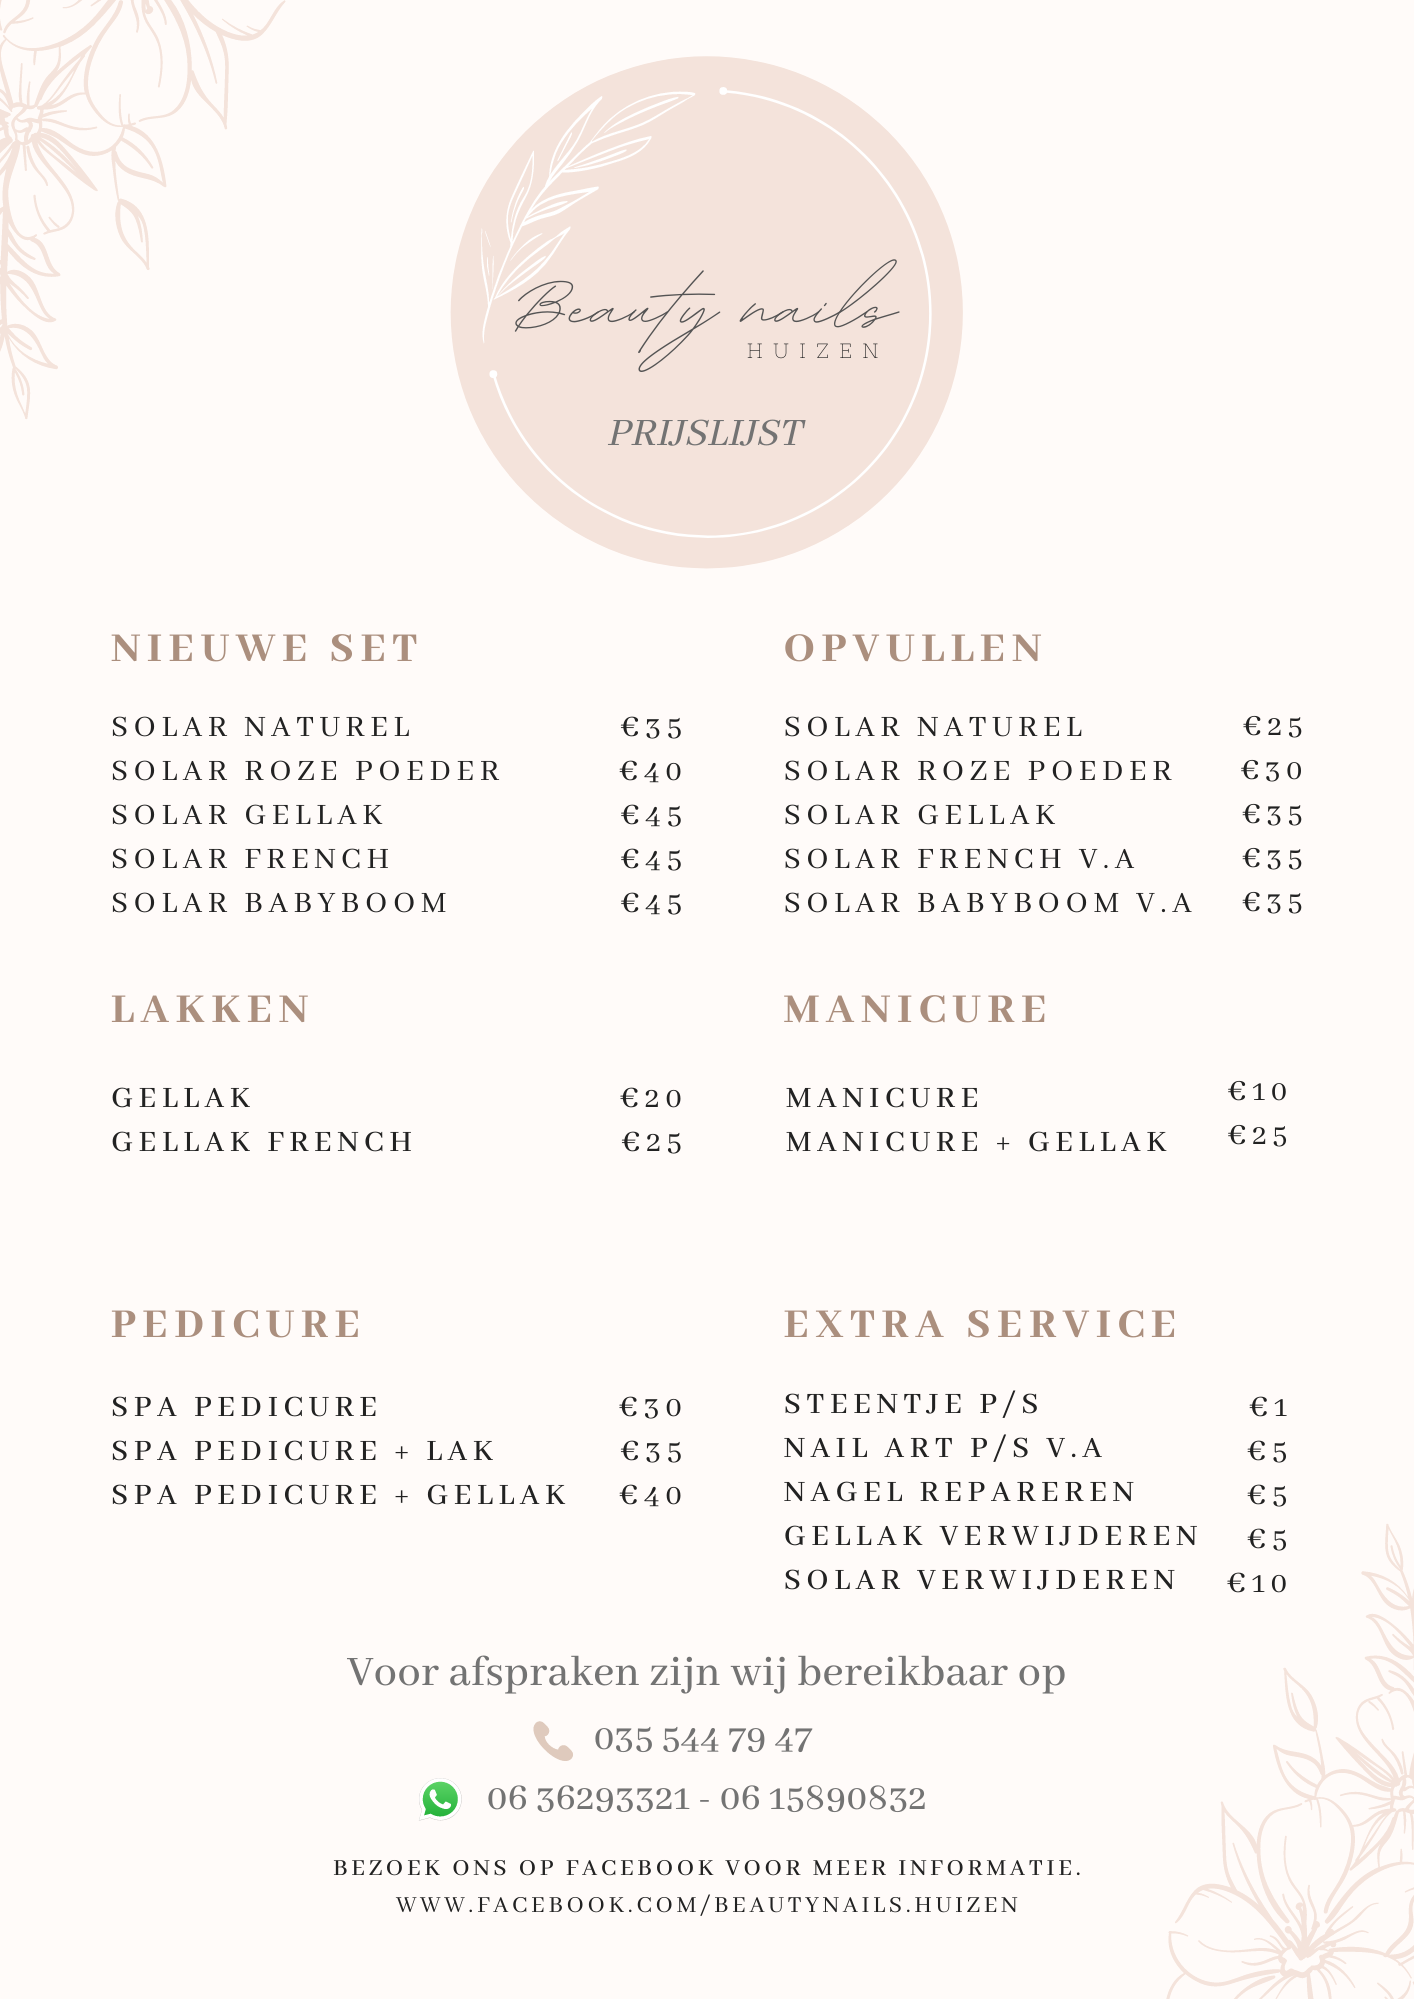 Beauty nails
HUIZEN
PRIJSLIJST
NIEUWE SET
SOLAR NATUREL €35
SOLAR ROZE POEDER €40
SOLAR GELLAK €45
SOLAR FRENCH €45
SOLAR BABYBOOM €45
OPVULLEN
SOLAR NATUREL €25
SOLAR ROZE POEDER €30
SOLAR GELLAK €35
SOLAR FRENCH V.A €35
SOLAR BABYBOOM V.A €35
LAKKEN
GELLAK €20
GELLAK FRENCH €25
MANICURE
MANICURE €10
MANICURE + GELLAK €25
PEDICURE
SPA PEDICURE €30
SPA PEDICURE + LAK €35
SPA PEDICURE + GELLAK €40
EXTRA SERVICE
STEENTJE P/S €1
NAIL ART P/S V.A €5
NAGEL REPAREREN €5
GELLAK VERWIJDEREN €5
SOLAR VERWIJDEREN €10
Voor afspraken zijn wij bereikbaar op
035 544 79 47
06 36293321 - 06 15890832
BEZOEK ONS OP FACEBOOK VOOR MEER INFORMATIE.
WWW.FACEBOOK.COM/BEAUTYNAILS.HUIZEN